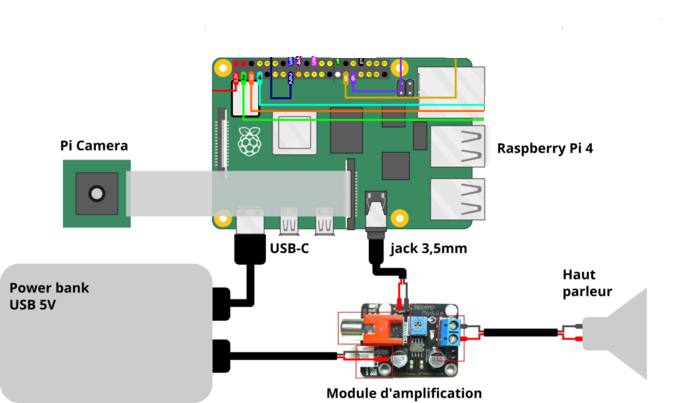 Pi Camera
Raspberry Pi 4
USB-C
jack 3,5mm
Power bank
USB 5V
Haut
parleur
Module d'amplification